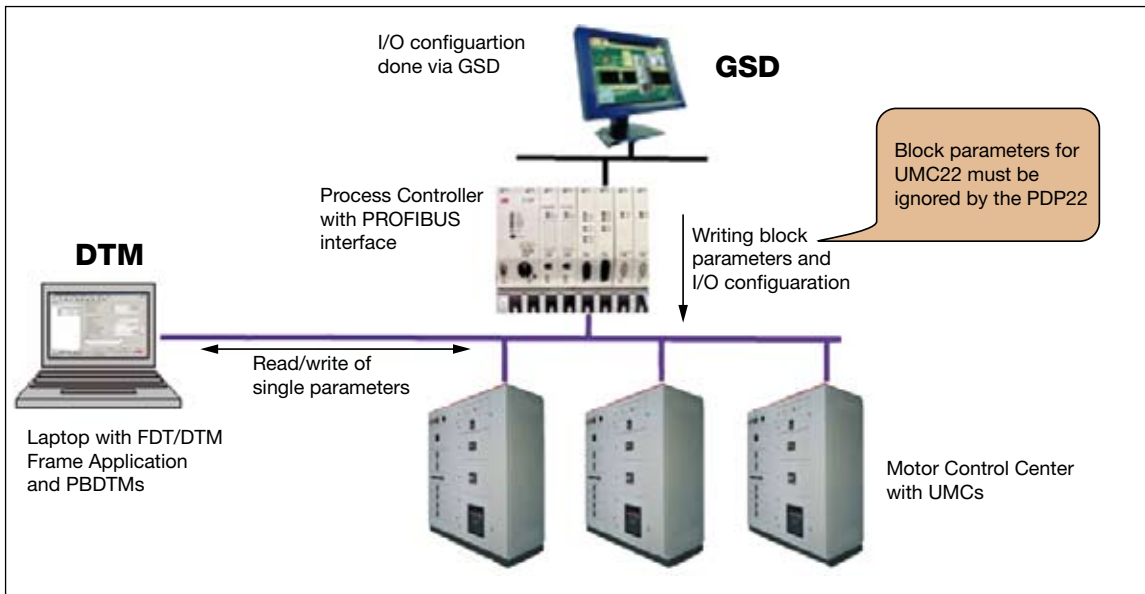 I/O configuartion
done via GSD
GSD
Block parameters for
UMC22 must be
ignored by the PDP22
Process Controller
with PROFIBUS
interface
Writing block
parameters and
I/O configuaration
DTM
Read/write of
single parameters
Laptop with FDT/DTM
Frame Application
and PBDTMs
Motor Control Center
with UMCs